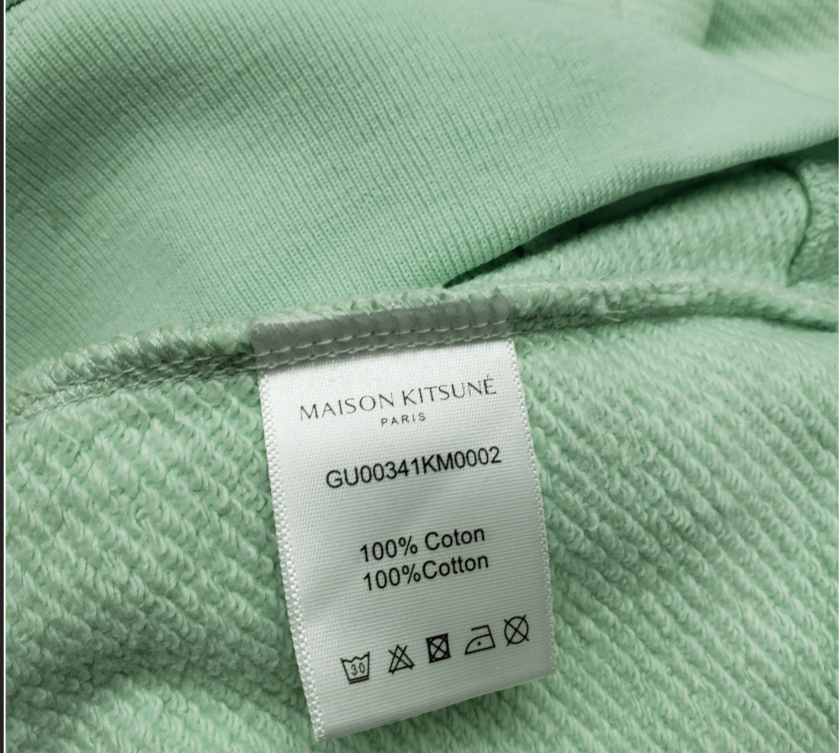 MAISON KITSUNÉ
PARIS
GU00341KM0002
100% Coton
100%Cotton
30